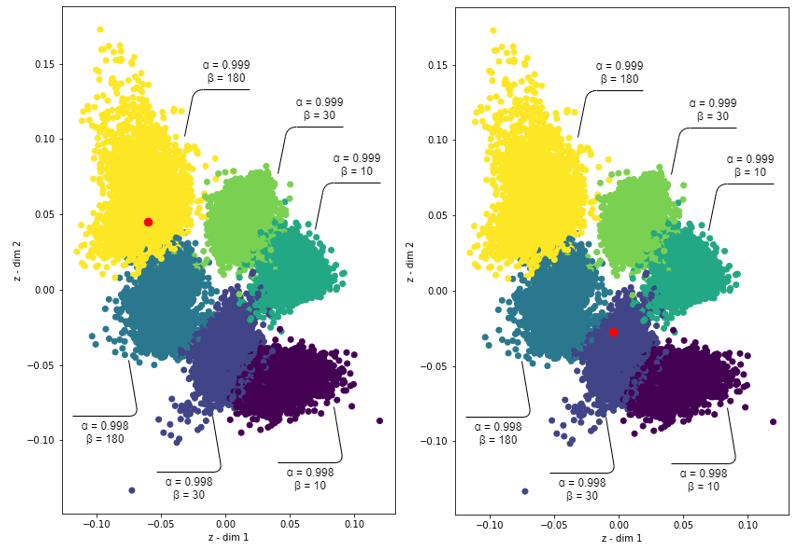 0.15
0.10
0.05
0.00
−0.05
−0.10
z - dim 2
α = 0.999
β = 180
α = 0.999
β = 30
α = 0.999
β = 10
α = 0.998
β = 180
α = 0.998
β = 30
α = 0.998
β = 10
−0.10 −0.05 0.00 0.05 0.10
z - dim 1
0.15
0.10
0.05
0.00
−0.05
−0.10
z - dim 2
α = 0.999
β = 180
α = 0.999
β = 30
α = 0.999
β = 10
α = 0.998
β = 180
α = 0.998
β = 30
α = 0.998
β = 10
−0.10 −0.05 0.00 0.05 0.10
z - dim 1